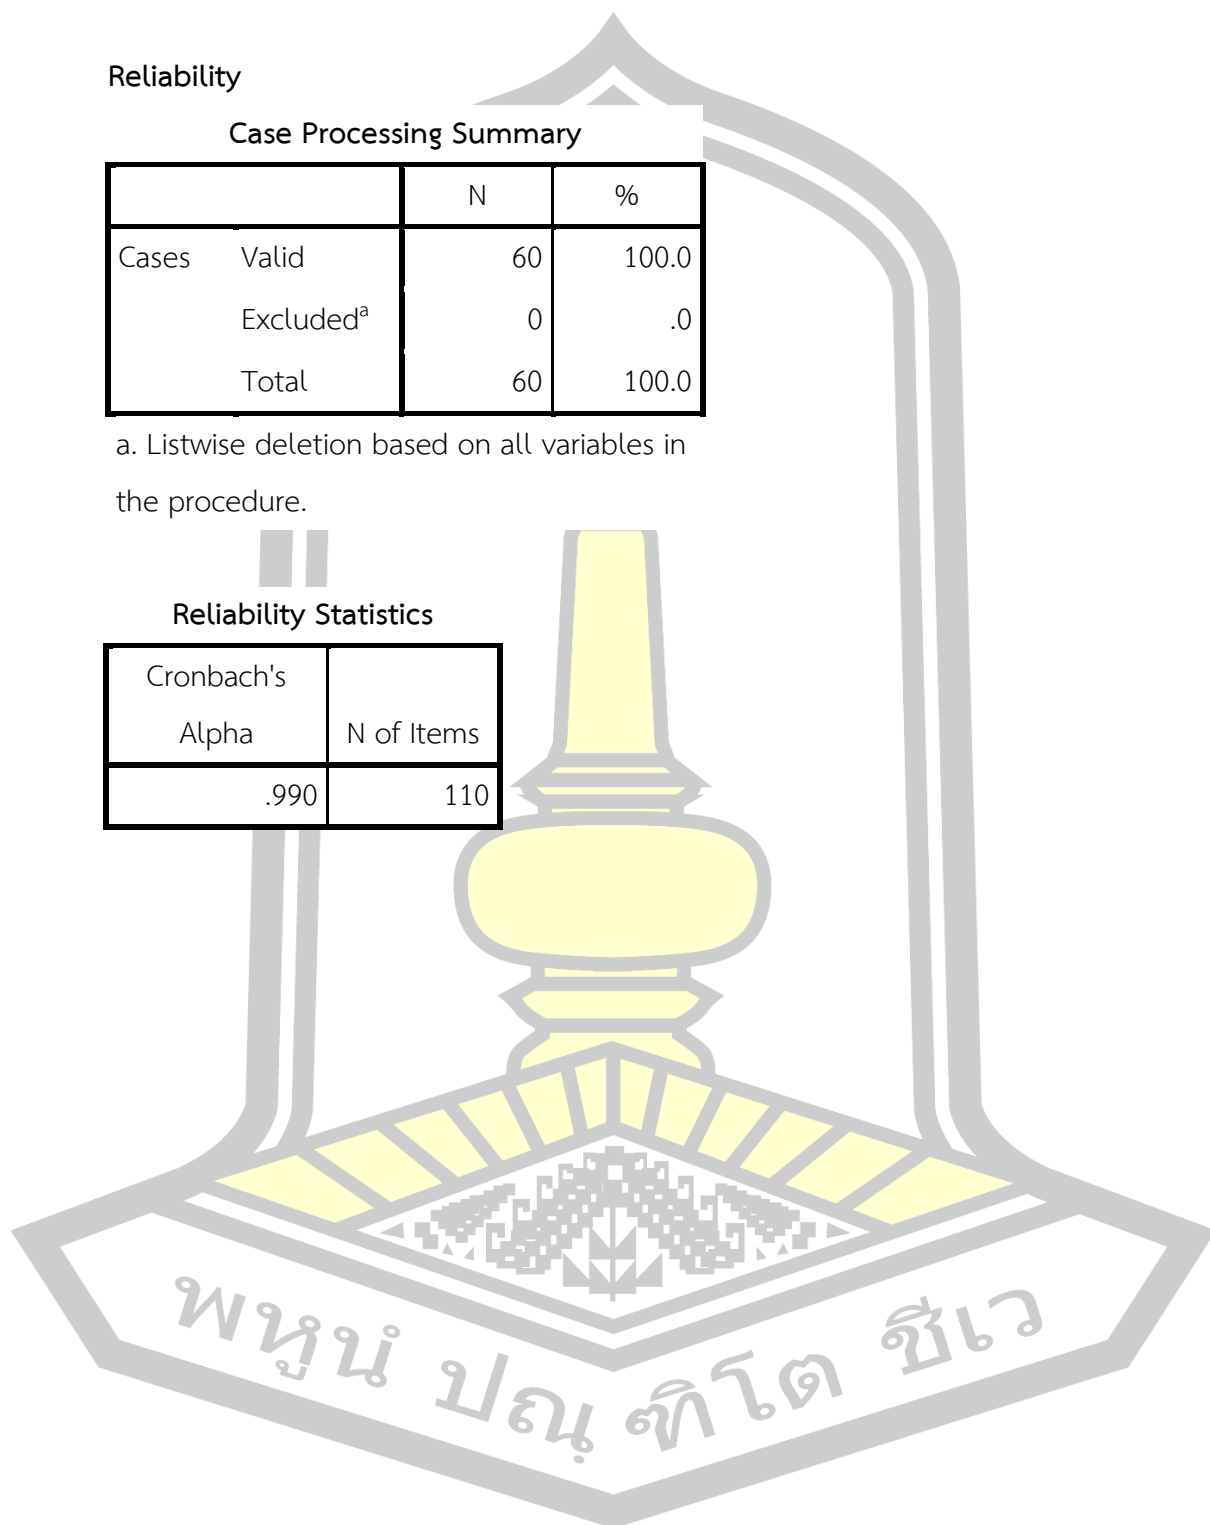 Reliability
Case Processing Summary
N %
Cases Valid 60 100.0
Excludedᵃ 0 .0
Total 60 100.0
a. Listwise deletion based on all variables in
the procedure.
Reliability Statistics
Cronbach's
Alpha N of Items
.990 110
พหูนํ ปณฺฑิโต ชีเว